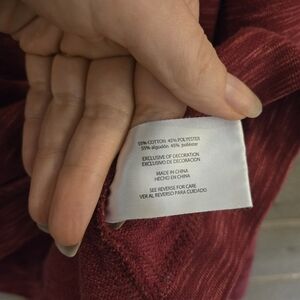 55% COTTON 45% POLYESTER
55% algodón 45% poliéster
EXCLUSIVE OF DECORATION
EXCLUSIVO DE DECORACIÓN
MADE IN CHINA
HECHO EN CHINA
SEE REVERSE FOR CARE
VER AL REVERSO PARA CUIDADO.